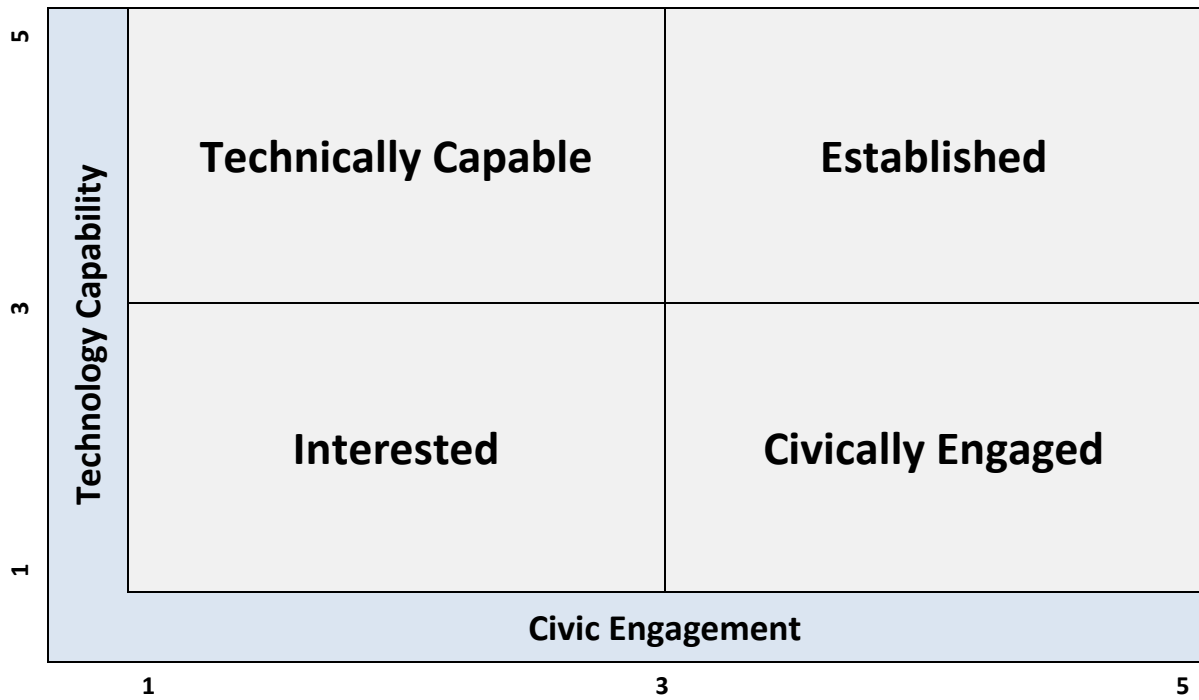 5
Technically Capable
Established
Technology Capability
3
Interested
Civically Engaged
1
Civic Engagement
1
3
5